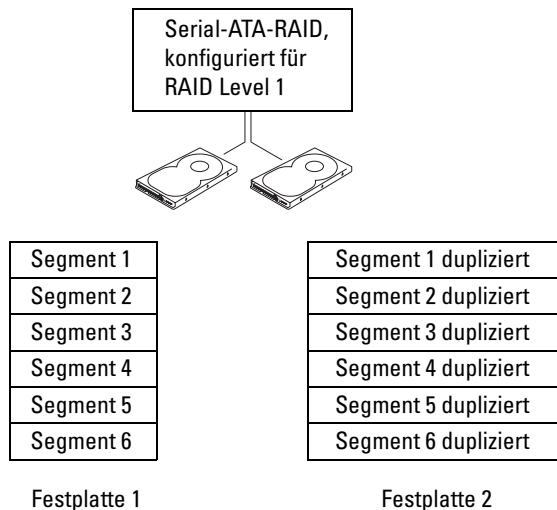 Serial-ATA-RAID,
konfiguriert für
RAID Level 1
Segment 1
Segment 1 dupliziert
Segment 2
Segment 2 dupliziert
Segment 3
Segment 3 dupliziert
Segment 4
Segment 4 dupliziert
Segment 5
Segment 5 dupliziert
Segment 6
Segment 6 dupliziert
Festplatte 1
Festplatte 2